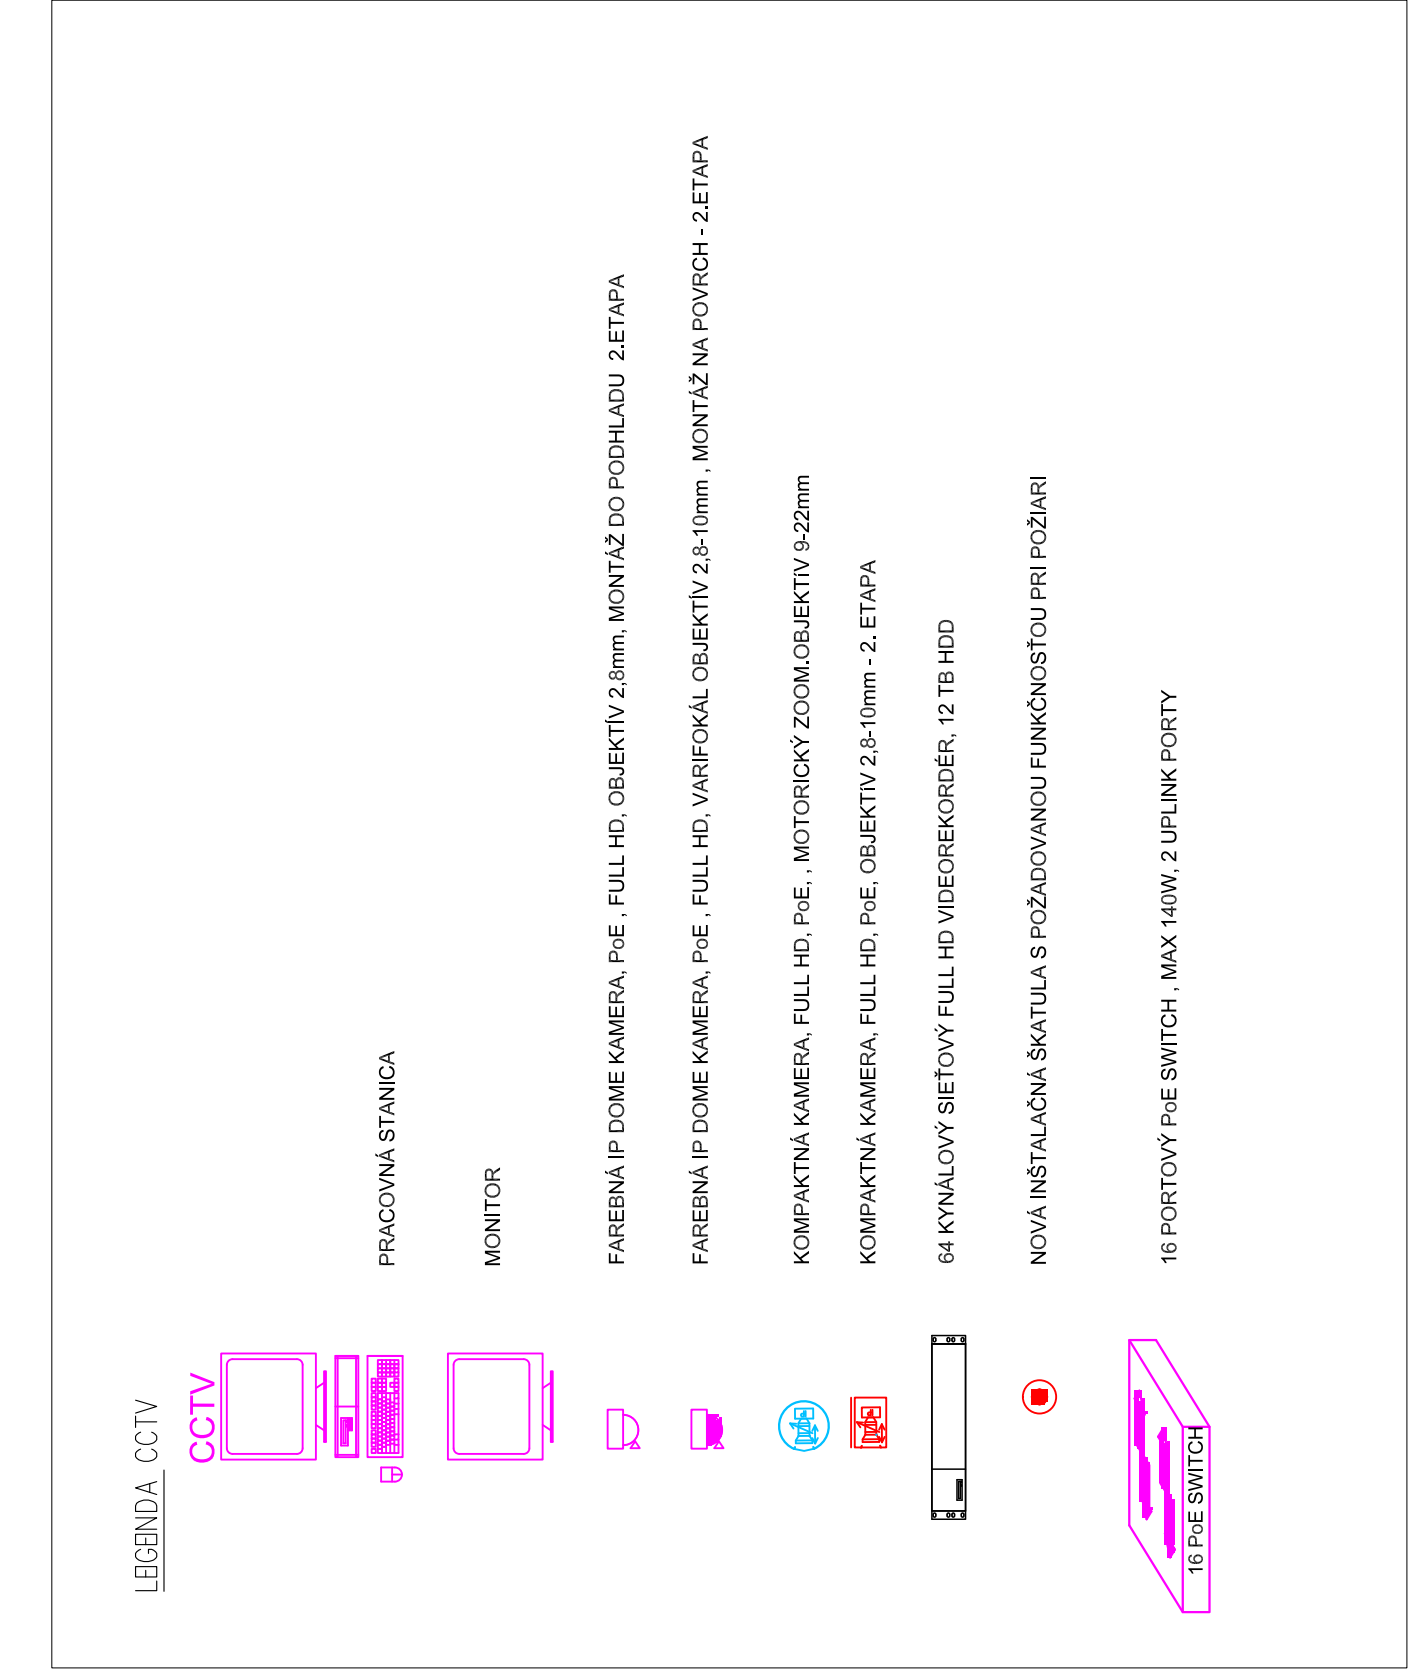 LEGENDA CCTV
CCTV
PRACOVNÁ STANICA
MONITOR
FAREBNÁ IP DOME KAMERA, PoE , FULL HD, OBJEKTÍV 2,8mm, MONTÁŽ DO PODHLADU 2.ETAPA
FAREBNÁ IP DOME KAMERA, PoE , FULL HD, VARIFOKÁL OBJEKTÍV 2,8-10mm , MONTÁŽ NA POVRCH - 2.ETAPA
KOMPAKTNÁ KAMERA, FULL HD, PoE, , MOTORICKÝ ZOOM.OBJEKTíV 9-22mm
KOMPAKTNÁ KAMERA, FULL HD, PoE, OBJEKTíV 2,8-10mm - 2. ETAPA
64 KYNÁLOVÝ SIEŤOVÝ FULL HD VIDEOREKORDÉR, 12 TB HDD
NOVÁ INŠTALAČNÁ ŠKATULA S POŽADOVANOU FUNKČNOSŤOU PRI POŽIARI
16 PORTOVÝ PoE SWITCH , MAX 140W, 2 UPLINK PORTY
16 PoE SWITCH